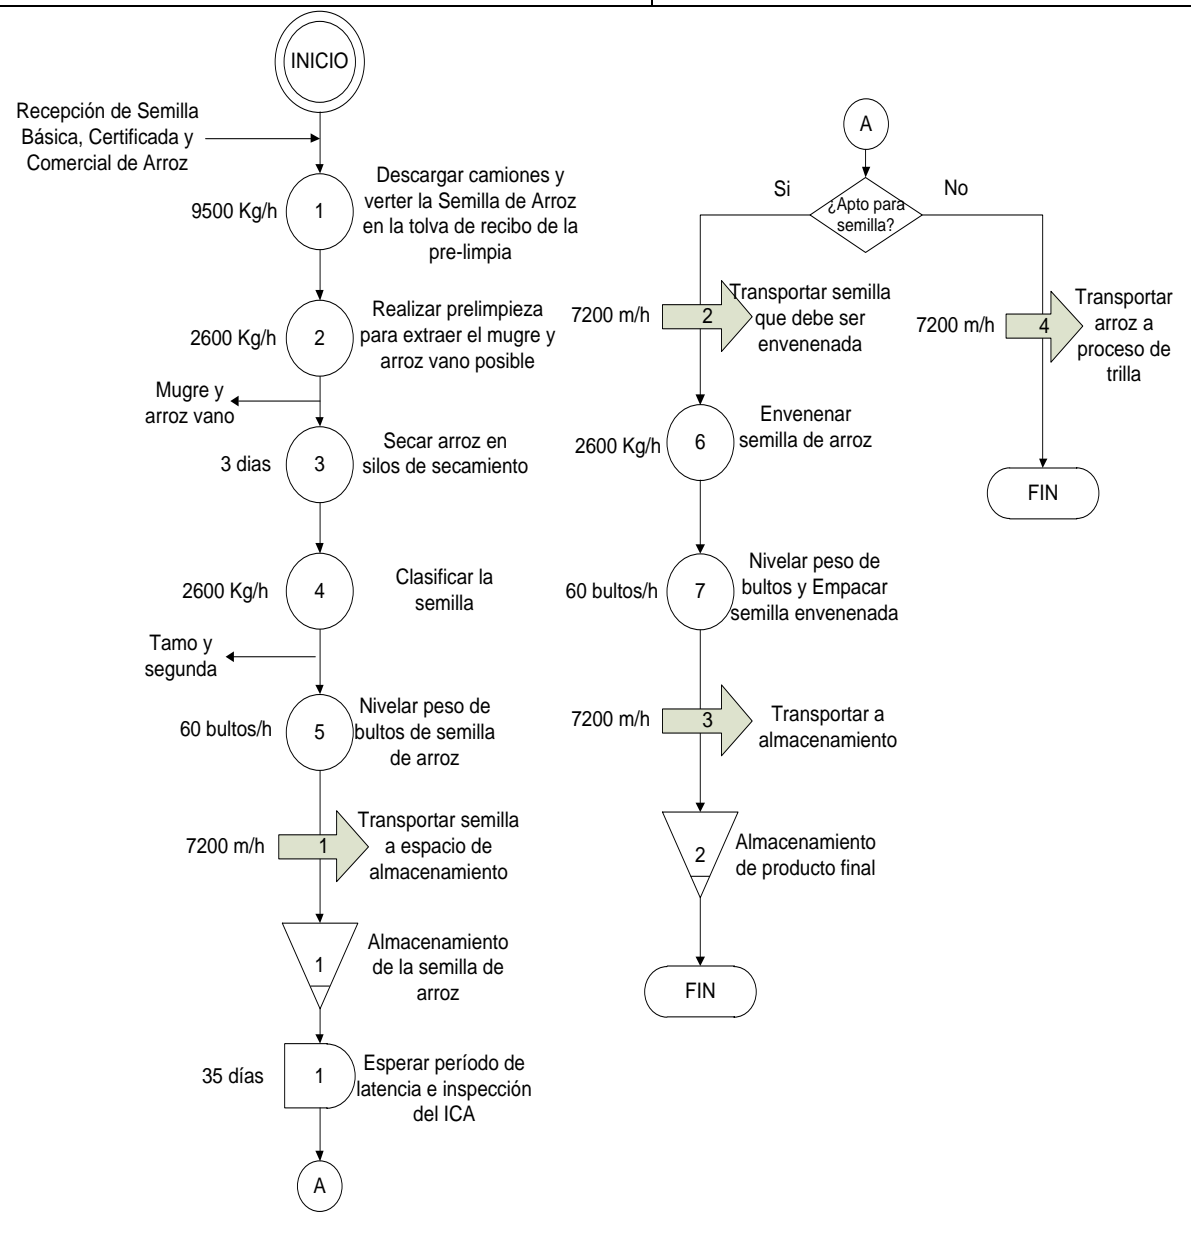 INICIO
Recepción de Semilla
Básica, Certificada y
Comercial de Arroz
9500 Kg/h
1
Descargar camiones y
verter la Semilla de Arroz
en la tolva de recibo de la
pre-limpia
2600 Kg/h
2
Realizar prelimpieza
para extraer el mugre y
arroz vano posible
Mugre y
arroz vano
3 dias
3
Secar arroz en
silos de secamiento
2600 Kg/h
4
Clasificar la
semilla
Tamo y
segunda
60 bultos/h
5
Nivelar peso de
bultos de semilla
de arroz
7200 m/h
1
Transportar semilla
a espacio de
almacenamiento
1
Almacenamiento
de la semilla de
arroz
35 días
1
Esperar período de
latencia e inspección
del ICA
A
A
¿Apto para
semilla?
Si
No
7200 m/h
2
Transportar semilla
que debe ser
envenenada
2600 Kg/h
6
Envenenar
semilla de arroz
60 bultos/h
7
Nivelar peso de
bultos y Empacar
semilla envenenada
7200 m/h
3
Transportar a
almacenamiento
2
Almacenamiento
de producto final
FIN
7200 m/h
4
Transportar
arroz a
proceso de
trilla
FIN